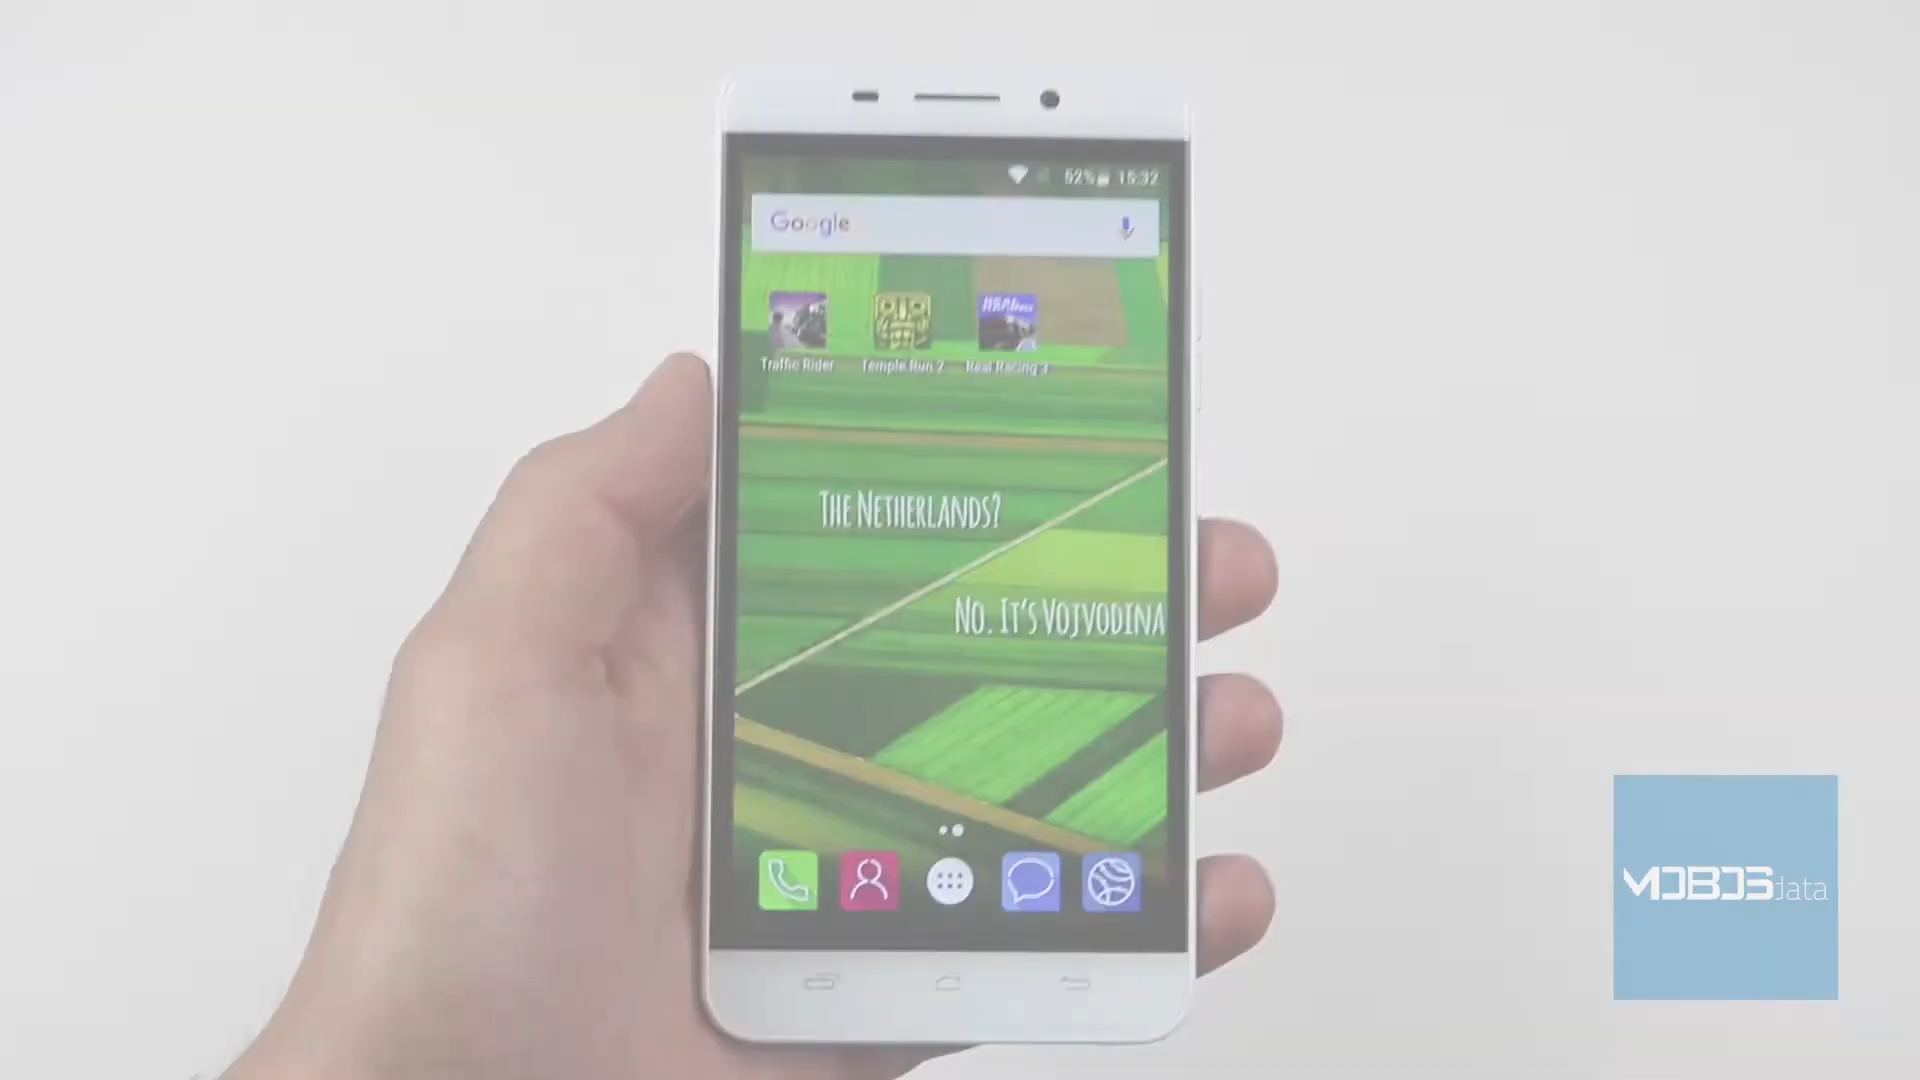 52% 15:32
Google
Traffic Rider Temple Run 2 Real Racing 3
THE NETHERLANDS?
NO. IT'S VOJVODINA
MOBOSdata